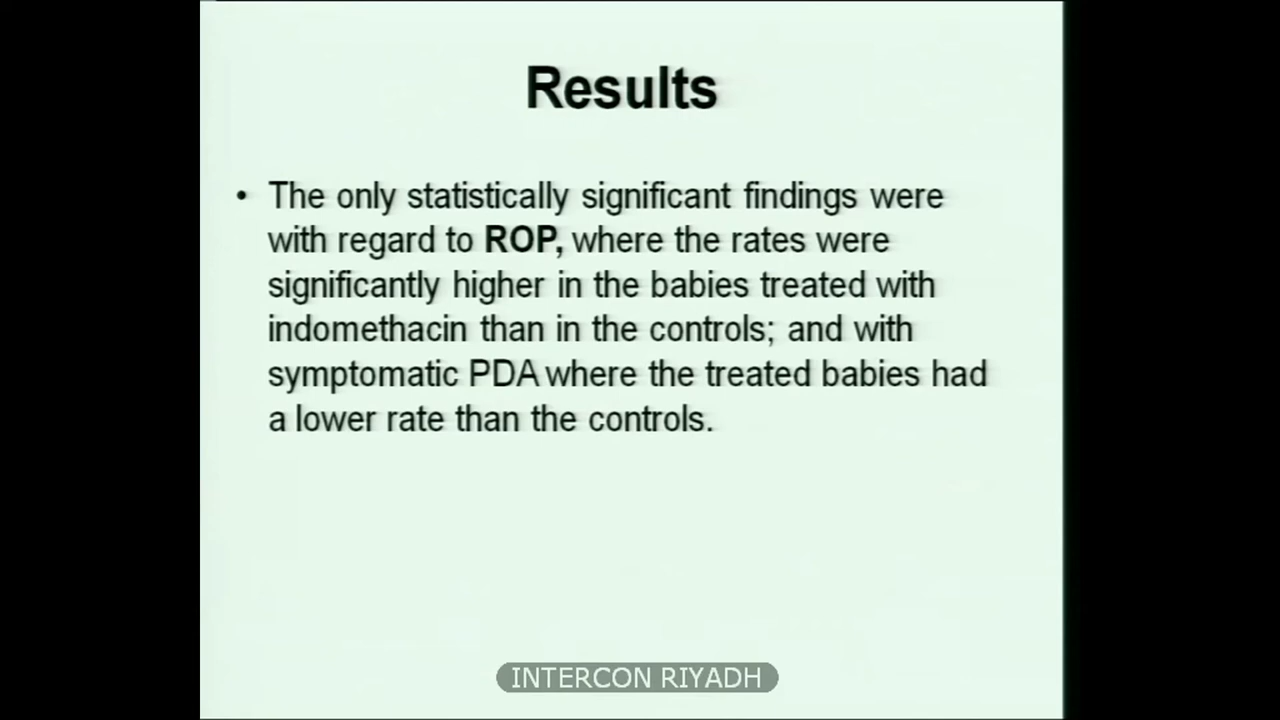 Results
• The only statistically significant findings were
with regard to ROP, where the rates were
significantly higher in the babies treated with
indomethacin than in the controls; and with
symptomatic PDA where the treated babies had
a lower rate than the controls.
INTERCON RIYADH